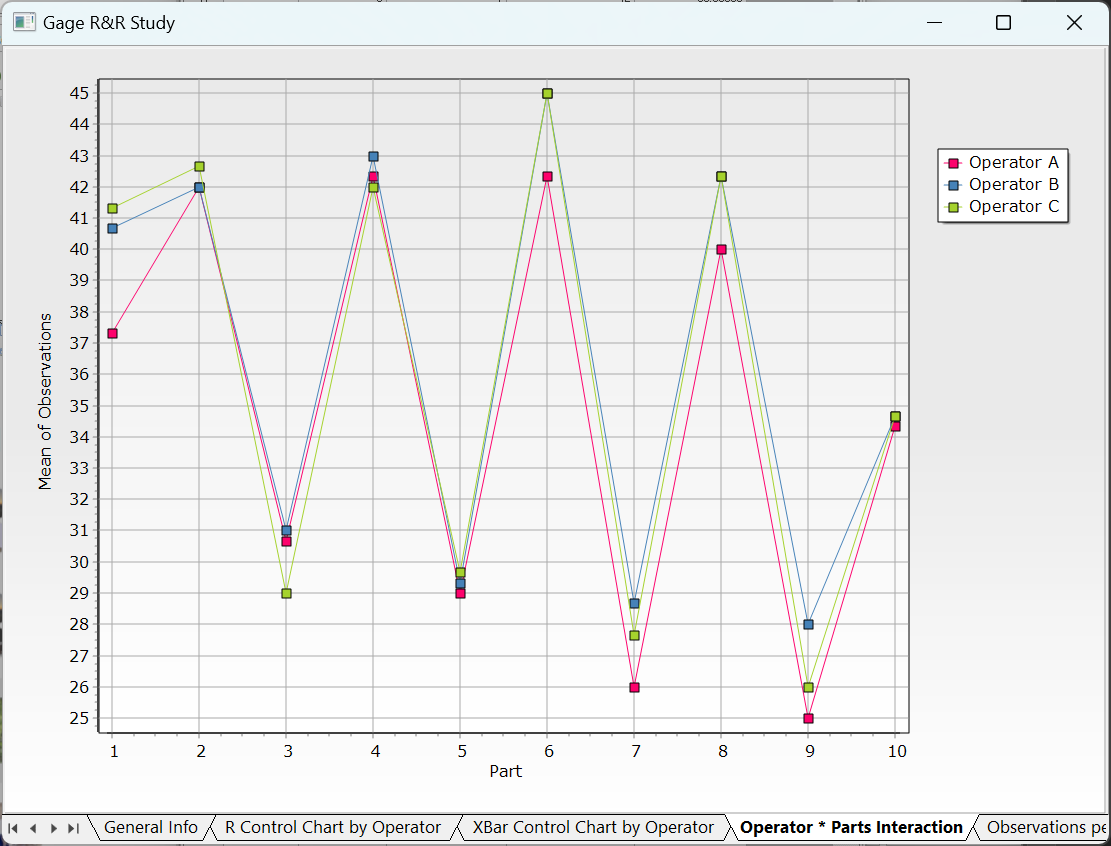 Gage R&R Study
45
44
43
42
41
40
39
38
37
36
35
34
33
32
31
30
29
28
27
26
25
Mean of Observations
1 2 3 4 5 6 7 8 9 10
Part
Operator A
Operator B
Operator C
General Info R Control Chart by Operator XBar Control Chart by Operator Operator * Parts Interaction Observations pe